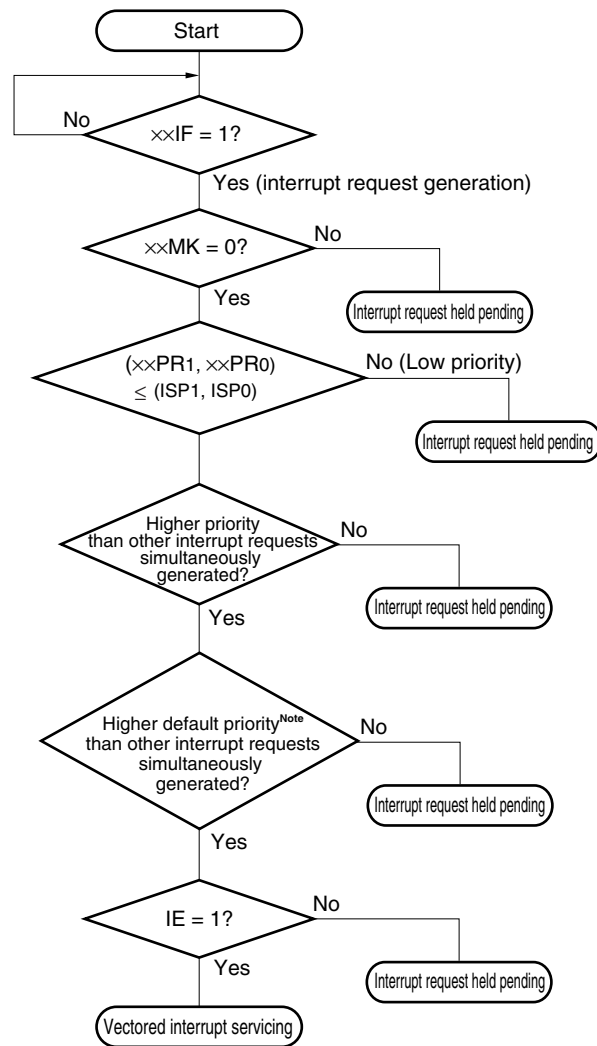 Start
No
××IF = 1?
Yes (interrupt request generation)
××MK = 0?
No
Yes
Interrupt request held pending
(××PR1, ××PR0)
≤ (ISP1, ISP0)
No (Low priority)
Interrupt request held pending
Higher priority
than other interrupt requests
simultaneously
generated?
No
Interrupt request held pending
Yes
Higher default priorityNote
than other interrupt requests
simultaneously
generated?
No
Interrupt request held pending
Yes
IE = 1?
No
Yes
Interrupt request held pending
Vectored interrupt servicing